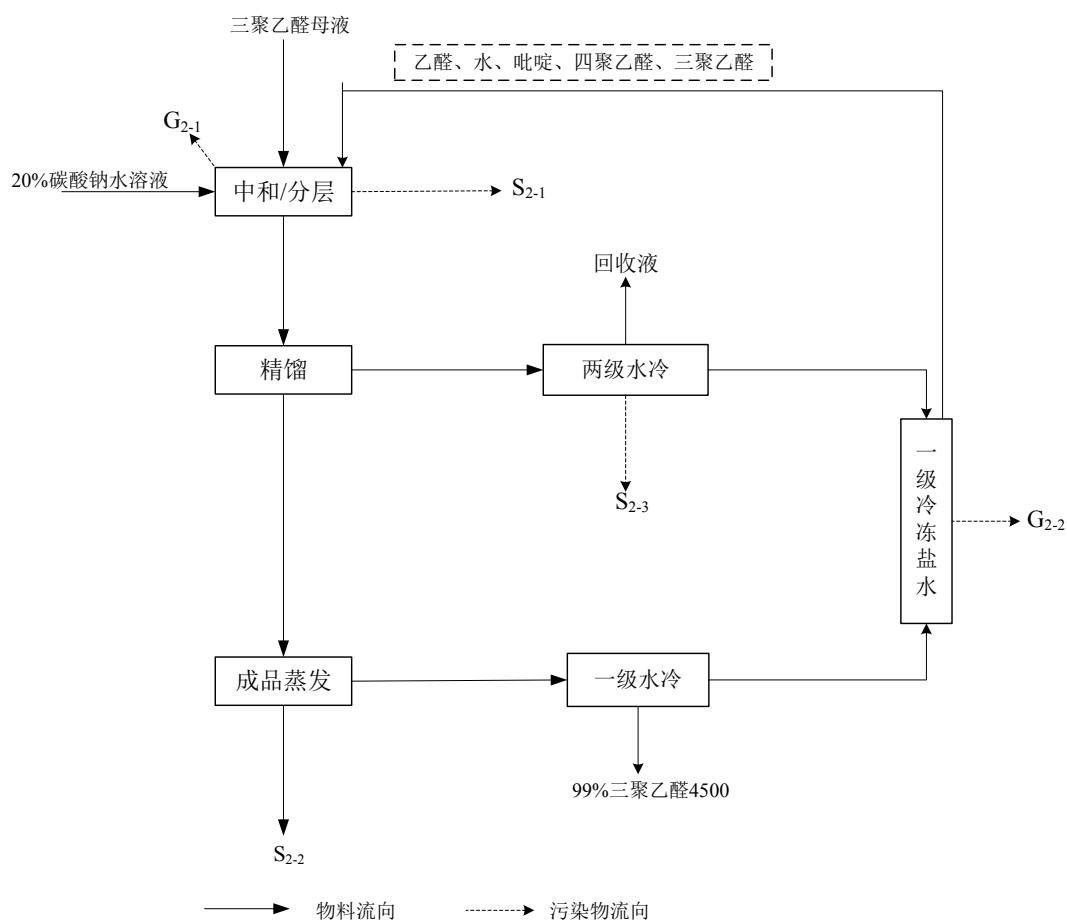 三聚乙醛母液
乙醛、水、吡啶、四聚乙醛、三聚乙醛
G2-1
20%碳酸钠水溶液
中和/分层
S2-1
回收液
精馏
两级水冷
一级冷冻盐水
S2-3
G2-2
成品蒸发
一级水冷
99%三聚乙醛4500
S2-2
物料流向
污染物流向